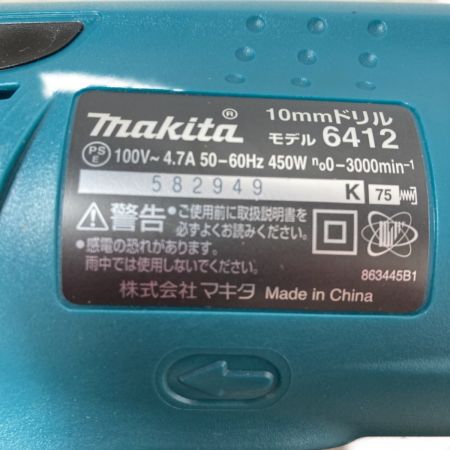 makita®
10mmドリル
モデル 6412
PSE 100V~ 4.7A 50-60Hz 450W n₀0-3000min⁻¹
582949 K 75
⚠警告 •ご使用前に取扱説明書を
必ずよくお読みください。
•感電の恐れがあります。
雨中では使用しないでください。
863445B1
株式会社 マキタ Made in China